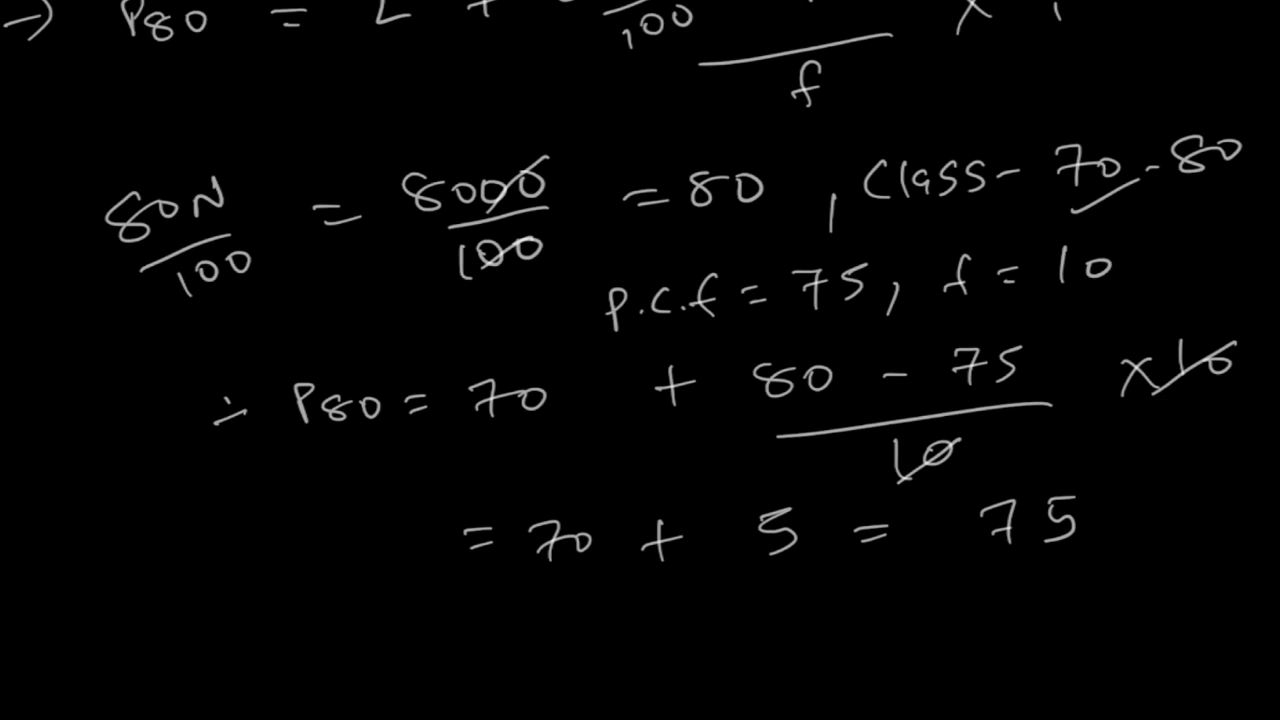 → P80 = L + 100 f ×
80N/100 = 8000/100 = 80, Class - 70 - 80
p.c.f = 75, f = 10
∴ P80 = 70 + 80 - 75/10 × 10
= 70 + 5 = 75